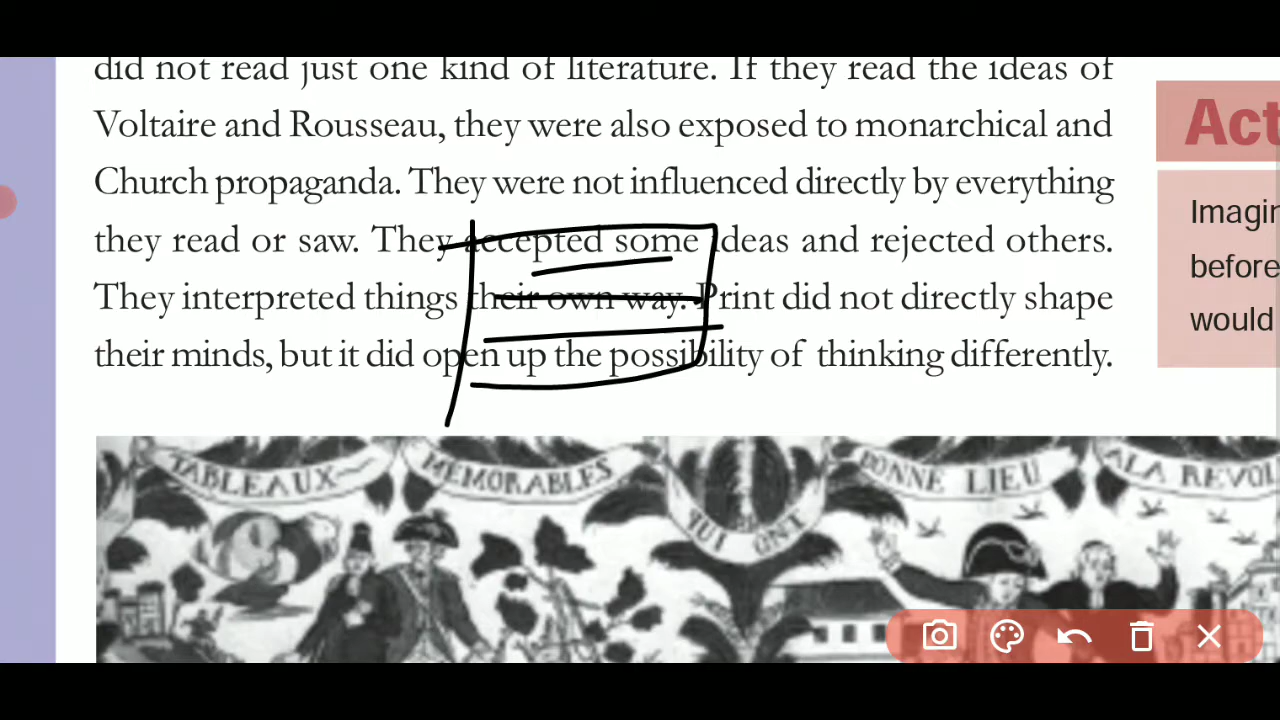 did not read just one kind of literature. If they read the ideas of
Voltaire and Rousseau, they were also exposed to monarchical and
Church propaganda. They were not influenced directly by everything
they read or saw. They accepted some ideas and rejected others.
They interpreted things their own way. Print did not directly shape
their minds, but it did open up the possibility of thinking differently.
Act
Imagin
before
would
TABLEAUX MEMORABLES QUI ONT DONNE LIEU ALA REVOL